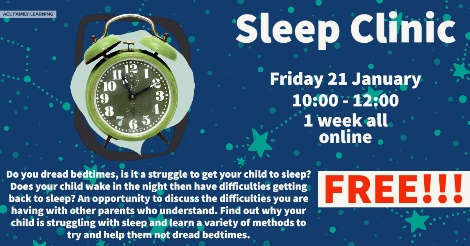 ACL FAMILY LEARNING
Sleep Clinic
Friday 21 January
10:00 - 12:00
1 week all
online
Do you dread bedtimes, is it a struggle to get your child to sleep?
Does your child wake in the night then have difficulties getting
back to sleep? An opportunity to discuss the difficulties you are
having with other parents who understand. Find out why your
child is struggling with sleep and learn a variety of methods to
try and help them not dread bedtimes.
FREE!!!